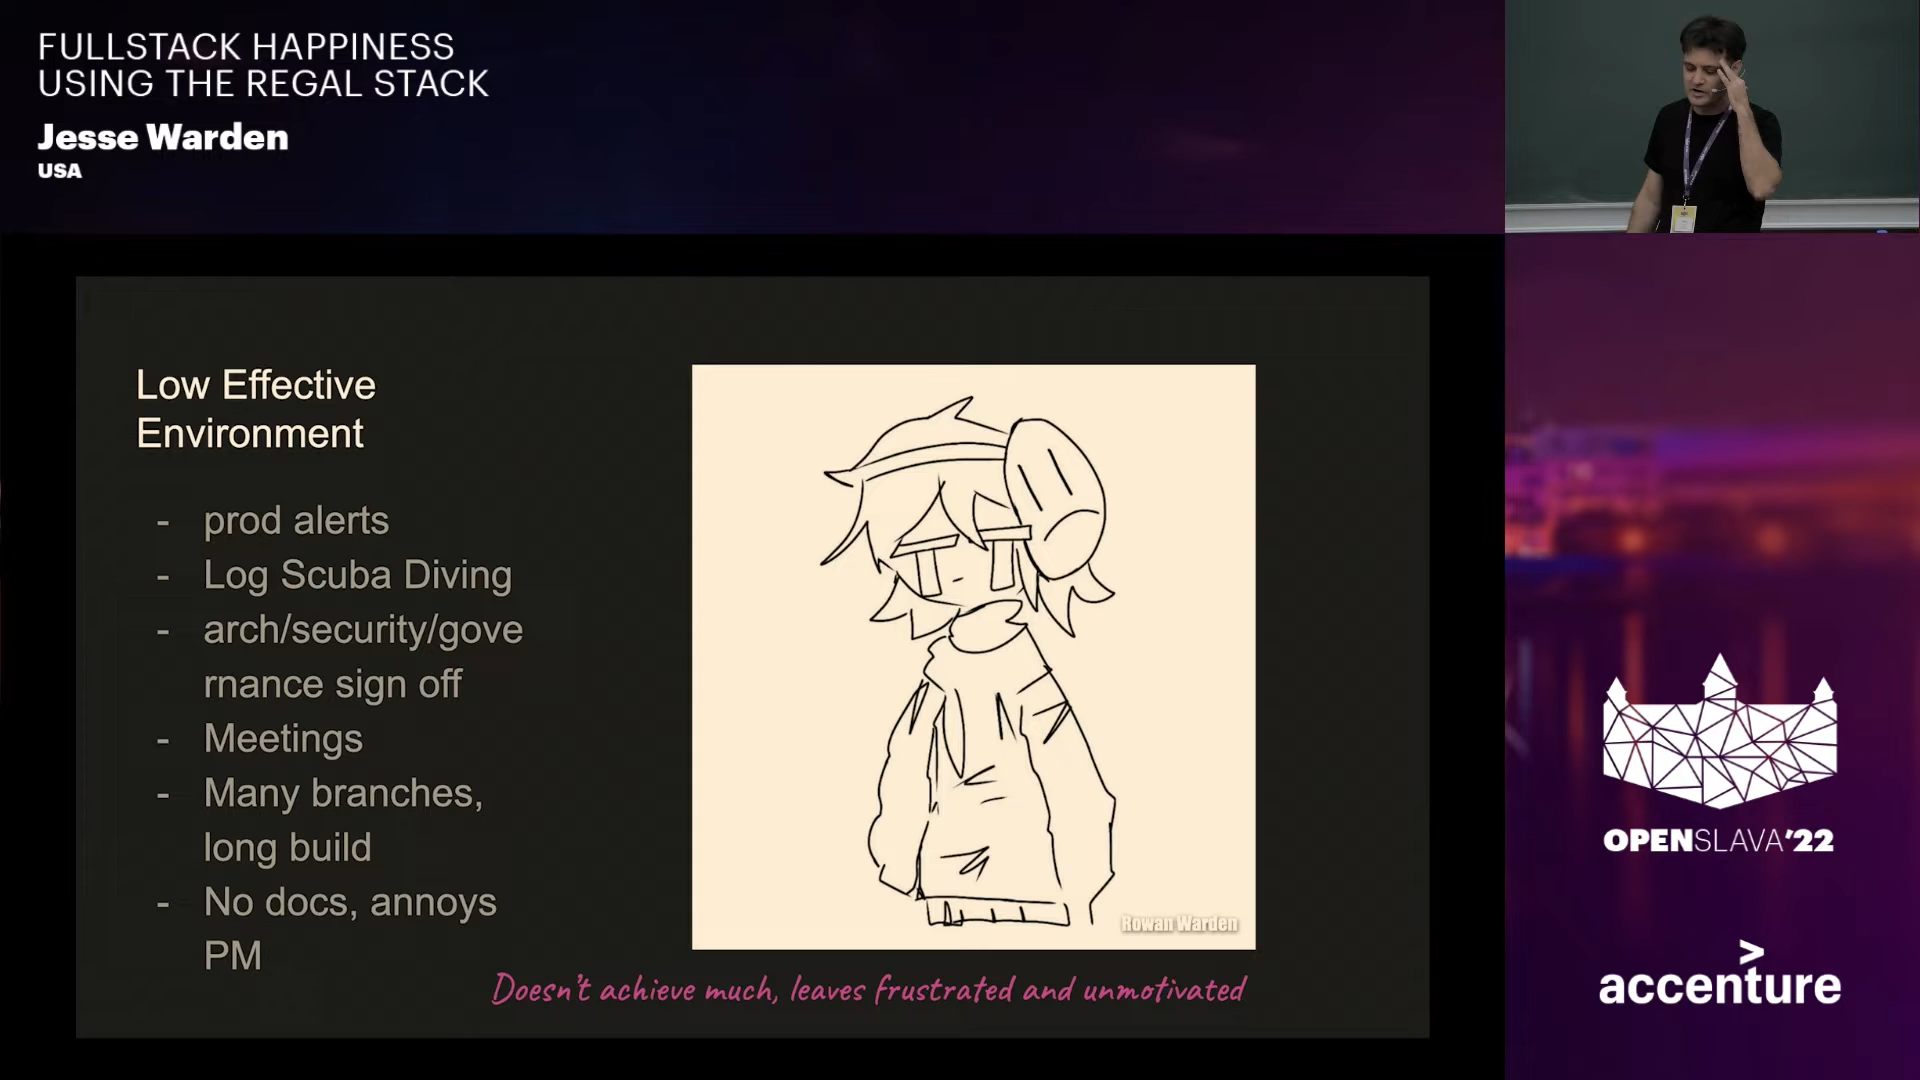 FULLSTACK HAPPINESS
USING THE REGAL STACK
Jesse Warden
USA
Low Effective
Environment
- prod alerts
- Log Scuba Diving
- arch/security/gove
rnance sign off
- Meetings
- Many branches,
long build
- No docs, annoys
PM
Rowan Warden
Doesn't achieve much, leaves frustrated and unmotivated
OPENSLAVA'22
accenture